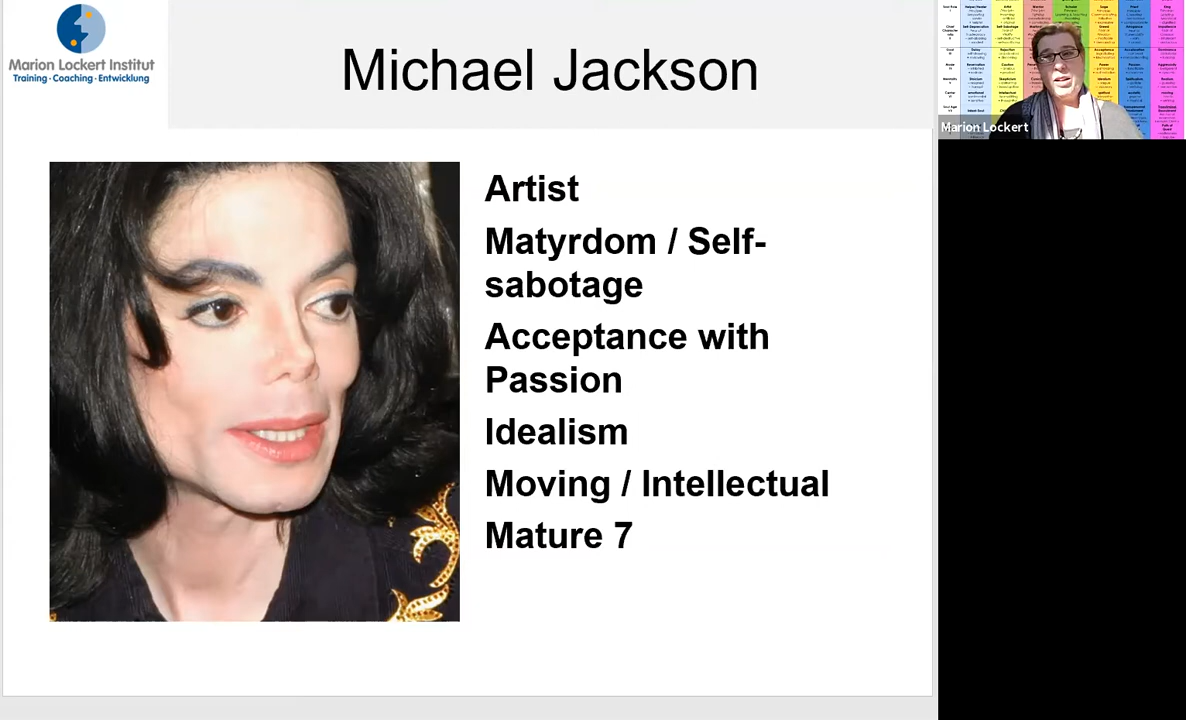 Marion Lockert Institut
Training · Coaching · Entwicklung
Michael Jackson
Artist
Matyrdom / Self-
sabotage
Acceptance with
Passion
Idealism
Moving / Intellectual
Mature 7
Marion Lockert